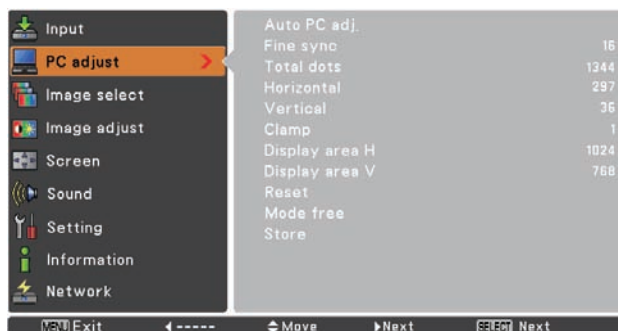 Input
PC adjust
Image select
Image adjust
Screen
Sound
Setting
Information
Network
Auto PC adj.
Fine sync 16
Total dots 1344
Horizontal 297
Vertical 36
Clamp 1
Display area H 1024
Display area V 768
Reset
Mode free
Store
MENU Exit ◀ ----- Move ▶Next SELECT Next